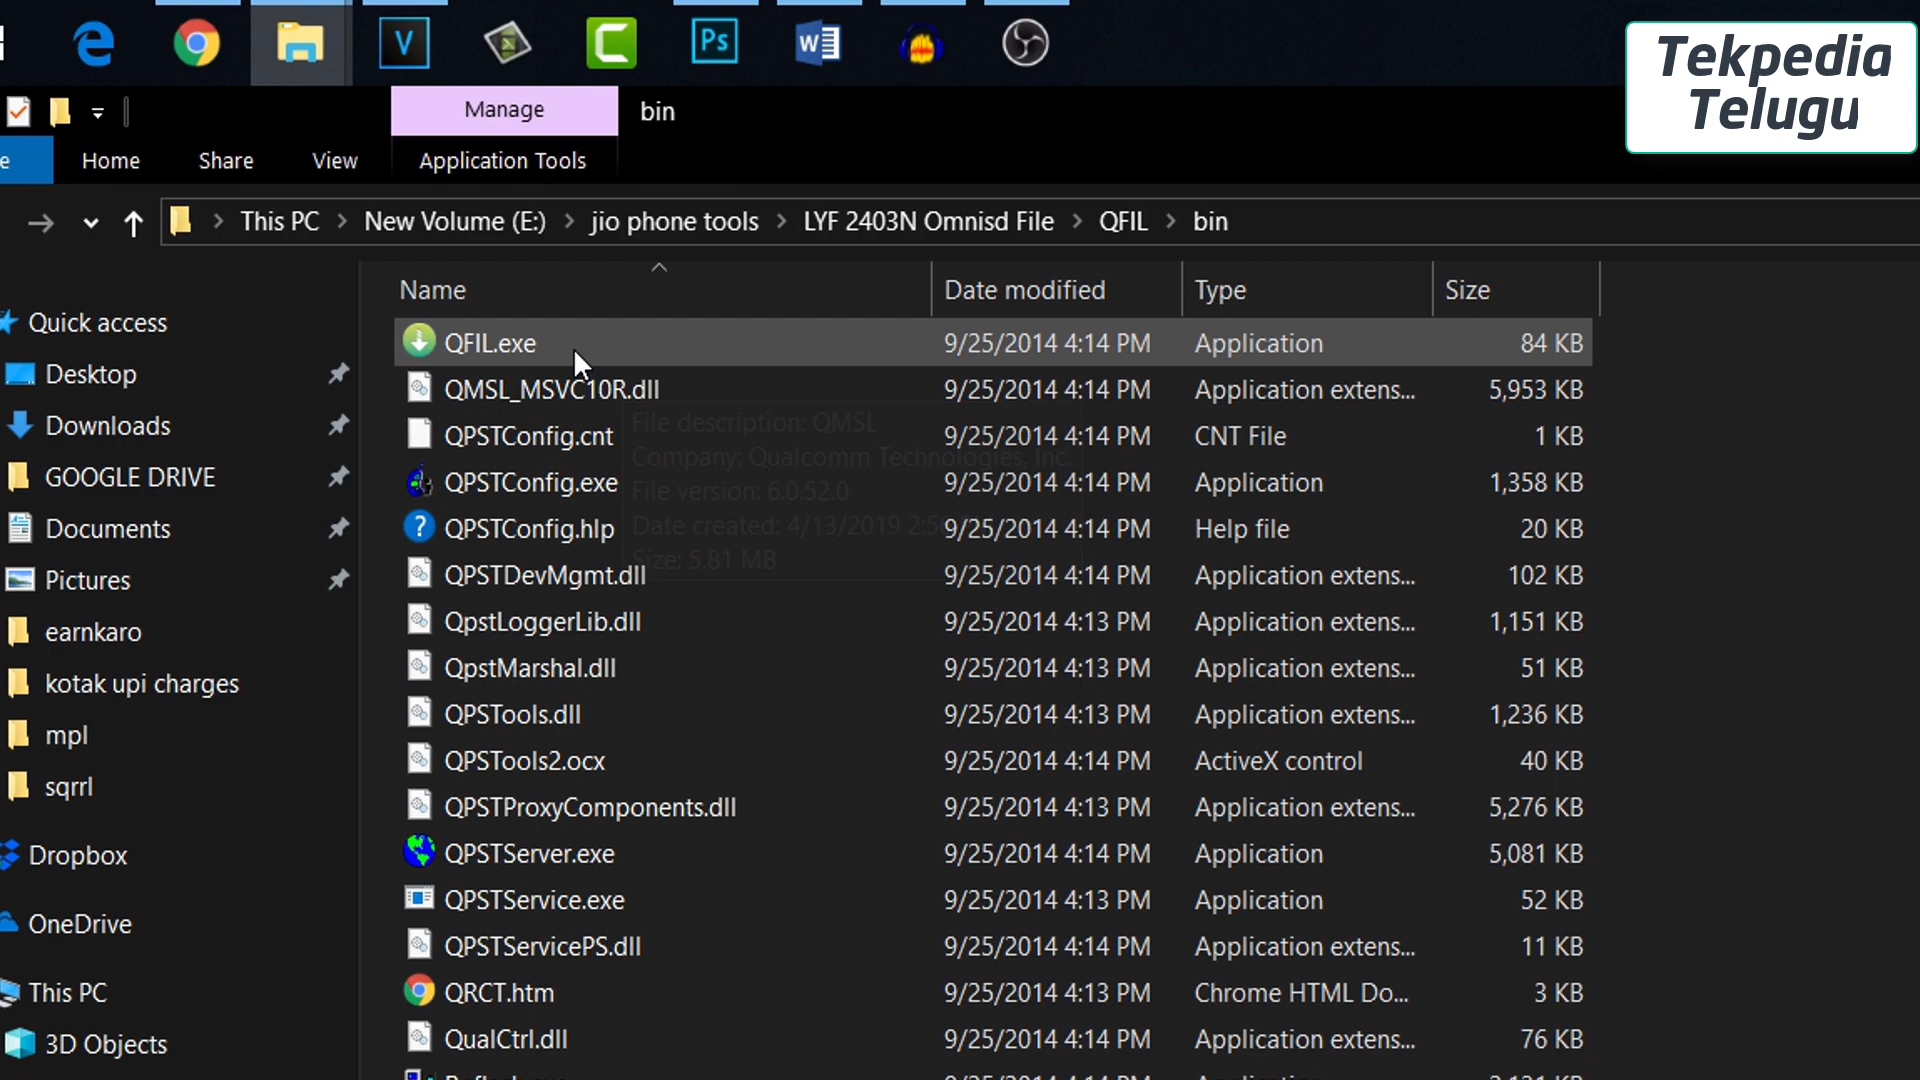 Tekpedia
Telugu
V
Ps
W
Manage
bin
Home
Share
View
Application Tools
This PC > New Volume (E:) > jio phone tools > LYF 2403N Omnisd File > QFIL > bin
Name Date modified Type Size
Quick access
Desktop
Downloads
GOOGLE DRIVE
Documents
Pictures
earnkaro
kotak upi charges
mpl
sqrrl
Dropbox
OneDrive
This PC
3D Objects
QFIL.exe 9/25/2014 4:14 PM Application 84 KB
QMSL_MSVC10R.dll 9/25/2014 4:14 PM Application extens... 5,953 KB
QPSTConfig.cnt 9/25/2014 4:14 PM CNT File 1 KB
QPSTConfig.exe 9/25/2014 4:14 PM Application 1,358 KB
QPSTConfig.hlp 9/25/2014 4:14 PM Help file 20 KB
QPSTDevMgmt.dll 9/25/2014 4:14 PM Application extens... 102 KB
QpstLoggerLib.dll 9/25/2014 4:13 PM Application extens... 1,151 KB
QpstMarshal.dll 9/25/2014 4:13 PM Application extens... 51 KB
QPSTools.dll 9/25/2014 4:13 PM Application extens... 1,236 KB
QPSTools2.ocx 9/25/2014 4:14 PM ActiveX control 40 KB
QPSTProxyComponents.dll 9/25/2014 4:13 PM Application extens... 5,276 KB
QPSTServer.exe 9/25/2014 4:14 PM Application 5,081 KB
QPSTService.exe 9/25/2014 4:13 PM Application 52 KB
QPSTServicePS.dll 9/25/2014 4:14 PM Application extens... 11 KB
QRCT.htm 9/25/2014 4:13 PM Chrome HTML Do... 3 KB
QualCtrl.dll 9/25/2014 4:14 PM Application extens... 76 KB
File description: QMSL
Company: Qualcomm Technologies, Inc.
File version: 6.0.52.0
Date created: 4/13/2019
Size: 5.81 MB